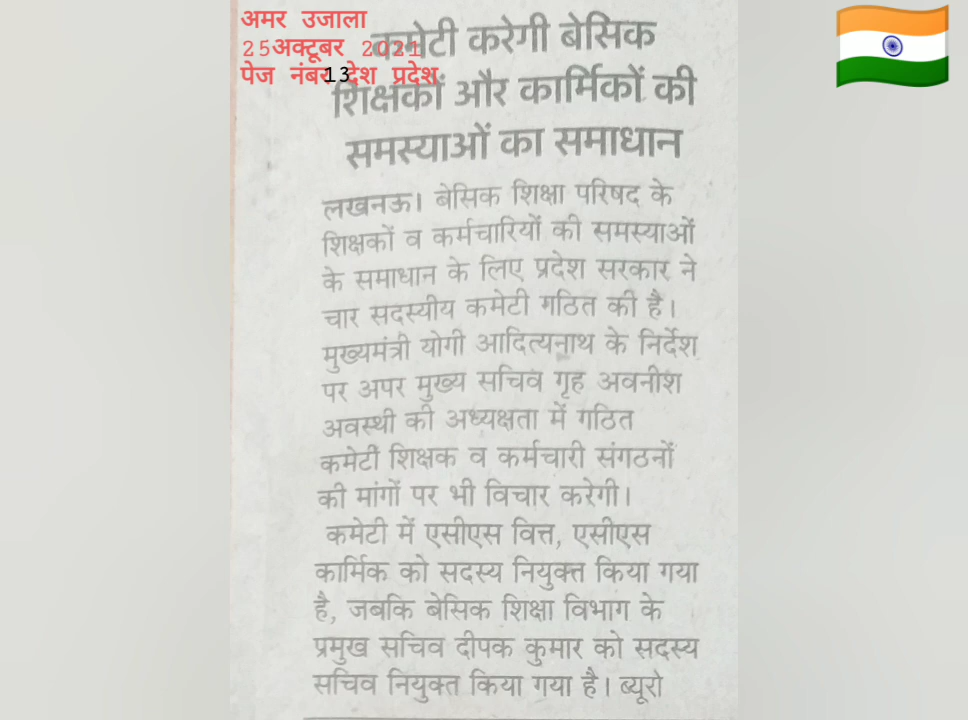 अमर उजाला
25अक्टूबर 2021
पेज नंबर13देश प्रदेश
कमेटी करेगी बेसिक
शिक्षकों और कार्मिकों की
समस्याओं का समाधान
लखनऊ। बेसिक शिक्षा परिषद के
शिक्षकों व कर्मचारियों की समस्याओं
के समाधान के लिए प्रदेश सरकार ने
चार सदस्यीय कमेटी गठित की है।
मुख्यमंत्री योगी आदित्यनाथ के निर्देश
पर अपर मुख्य सचिव गृह अवनीश
अवस्थी की अध्यक्षता में गठित
कमेटी शिक्षक व कर्मचारी संगठनों
की मांगों पर भी विचार करेगी।
कमेटी में एसीएस वित्त, एसीएस
कार्मिक को सदस्य नियुक्त किया गया
है, जबकि बेसिक शिक्षा विभाग के
प्रमुख सचिव दीपक कुमार को सदस्य
सचिव नियुक्त किया गया है। ब्यूरो